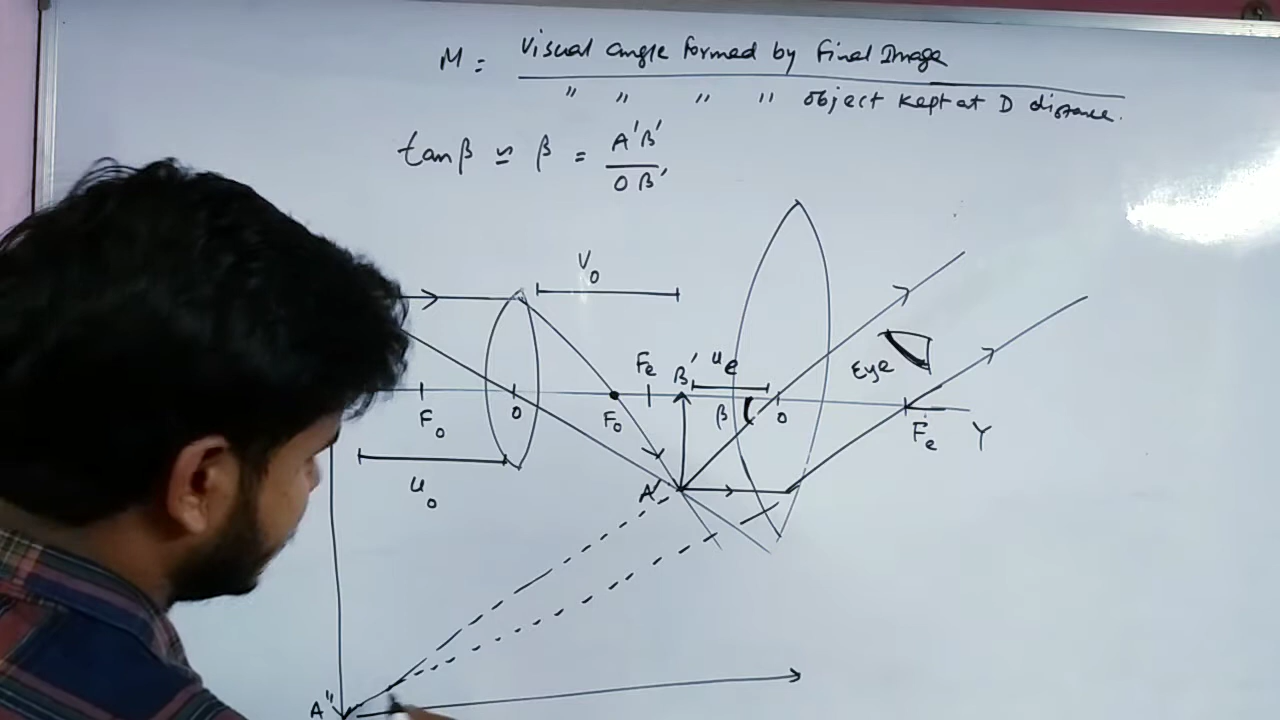 M = Visual angle formed by Final Image
" " " " object kept at D distance.
tanβ ≃ β = A'B'
OB'
V₀
Fe B' ue Eye
F₀ O F₀ β O Fe Y
u₀ A'
A"